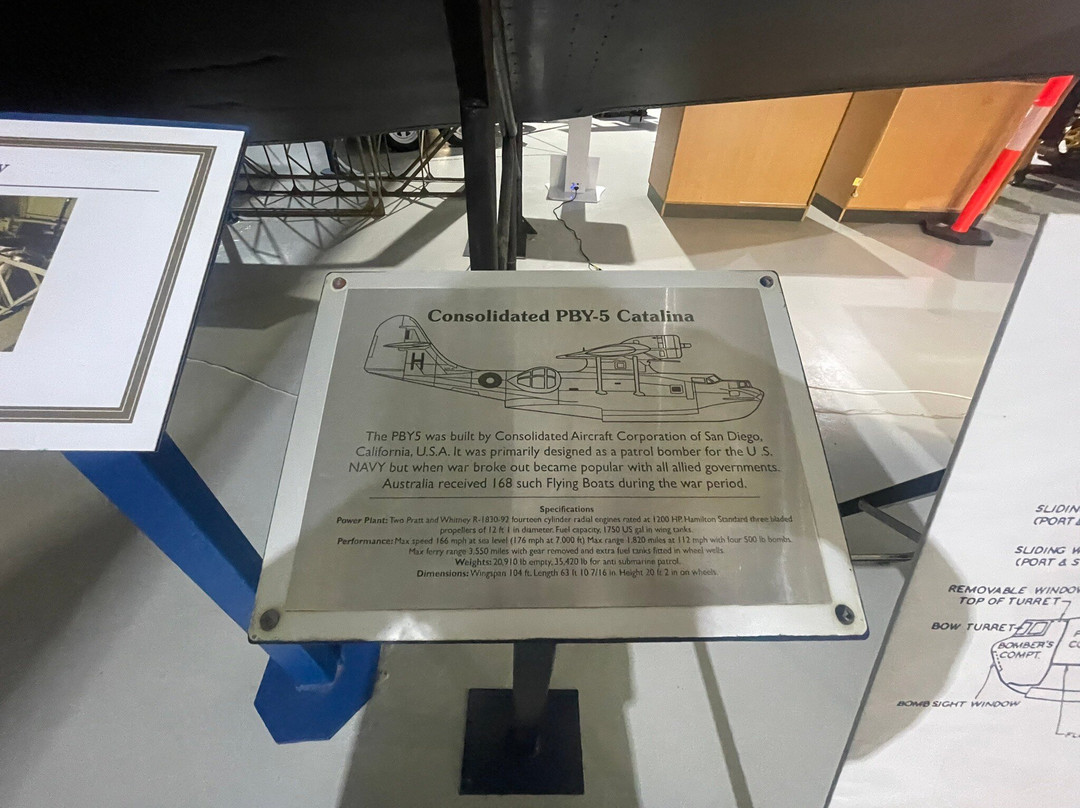 Consolidated PBY-5 Catalina
H
The PBY5 was built by Consolidated Aircraft Corporation of San Diego,
California, U.S.A. It was primarily designed as a patrol bomber for the U .S.
NAVY but when war broke out became popular with all allied governments.
Australia received 168 such Flying Boats during the war period.
Specifications
Power Plant: Two Pratt and Whitney R-1830-92 fourteen cylinder radial engines rated at 1200 HP. Hamilton Standard three bladed
propellers of 12 ft 1 in diameter. Fuel capacity, 1750 US gal in wing tanks.
Performance: Max speed 166 mph at sea level (176 mph at 7,000 ft) Max range 1,820 miles at 112 mph with four 500 lb bombs.
Max ferry range 3,550 miles with gear removed and extra fuel tanks fitted in wheel wells.
Weights: 20,910 lb empty, 35,420 lb for anti submarine patrol.
Dimensions: Wingspan 104 ft. Length 63 ft 10 7/16 in. Height 20 ft 2 in on wheels.
SLIDIN
(PORT &
SLIDING W
(PORT & S
REMOVABLE WINDOW
TOP OF TURRET
BOW TURRET
BOMBER'S
COMPT.
BOMB SIGHT WINDOW